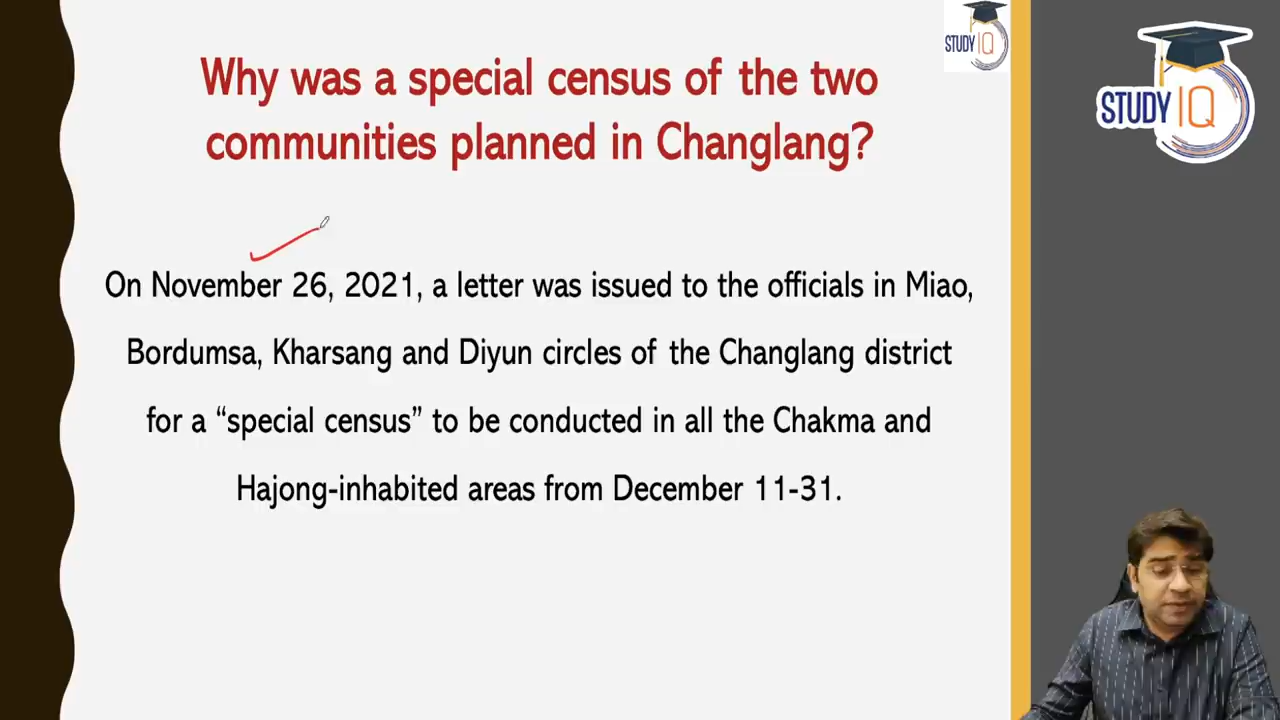 STUDY IQ
Why was a special census of the two
communities planned in Changlang?
STUDY IQ
On November 26, 2021, a letter was issued to the officials in Miao,
Bordumsa, Kharsang and Diyun circles of the Changlang district
for a “special census” to be conducted in all the Chakma and
Hajong-inhabited areas from December 11-31.